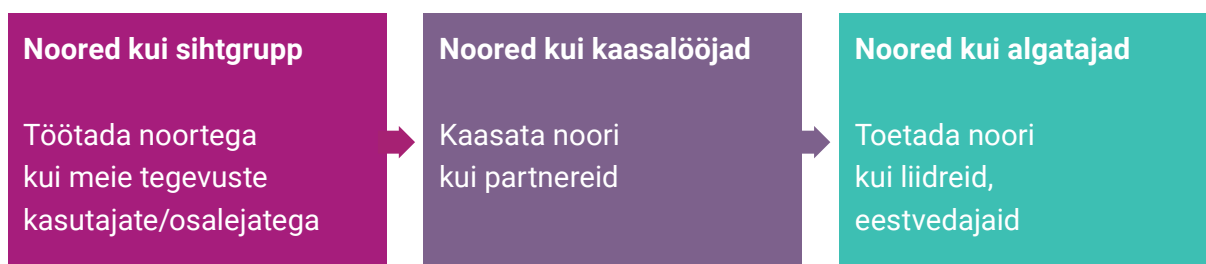 Noored kui sihtgrupp
Töötada noortega
kui meie tegevuste
kasutajate/osalejatega
Noored kui kaasalööjad
Kaasata noori
kui partnereid
Noored kui algatajad
Toetada noori
kui liidreid,
eestvedajaid